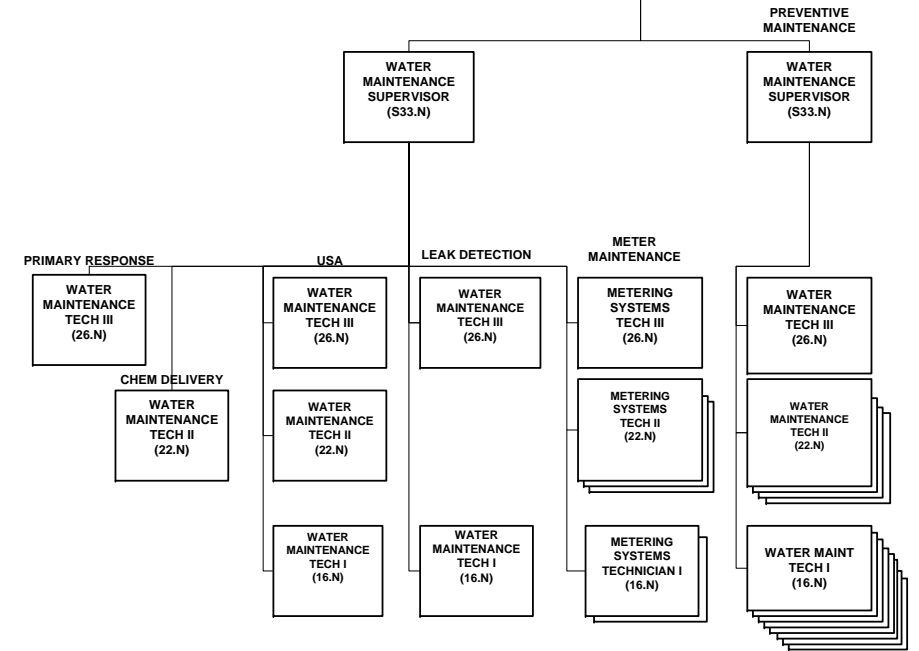 PREVENTIVE
MAINTENANCE
WATER
MAINTENANCE
SUPERVISOR
(S33.N)
WATER
MAINTENANCE
SUPERVISOR
(S33.N)
PRIMARY RESPONSE
WATER
MAINTENANCE
TECH III
(26.N)
CHEM DELIVERY
WATER
MAINTENANCE
TECH II
(22.N)
USA
WATER
MAINTENANCE
TECH III
(26.N)
WATER
MAINTENANCE
TECH II
(22.N)
WATER
MAINTENANCE
TECH I
(16.N)
LEAK DETECTION
WATER
MAINTENANCE
TECH III
(26.N)
WATER
MAINTENANCE
TECH I
(16.N)
METER
MAINTENANCE
METERING
SYSTEMS
TECH III
(26.N)
METERING
SYSTEMS
TECH II
(22.N)
METERING
SYSTEMS
TECHNICIAN I
(16.N)
WATER
MAINTENANCE
TECH III
(26.N)
WATER
MAINTENANCE
TECH II
(22.N)
WATER MAINT
TECH I
(16.N)